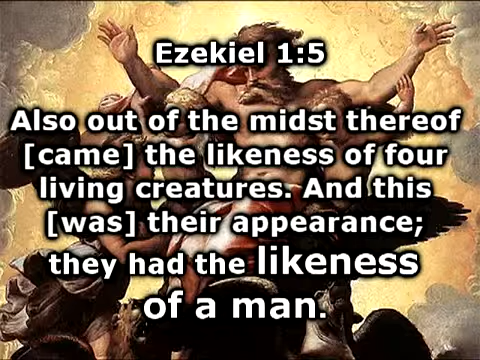 Ezekiel 1:5
Also out of the midst thereof
[came] the likeness of four
living creatures. And this
[was] their appearance;
they had the likeness
of a man.